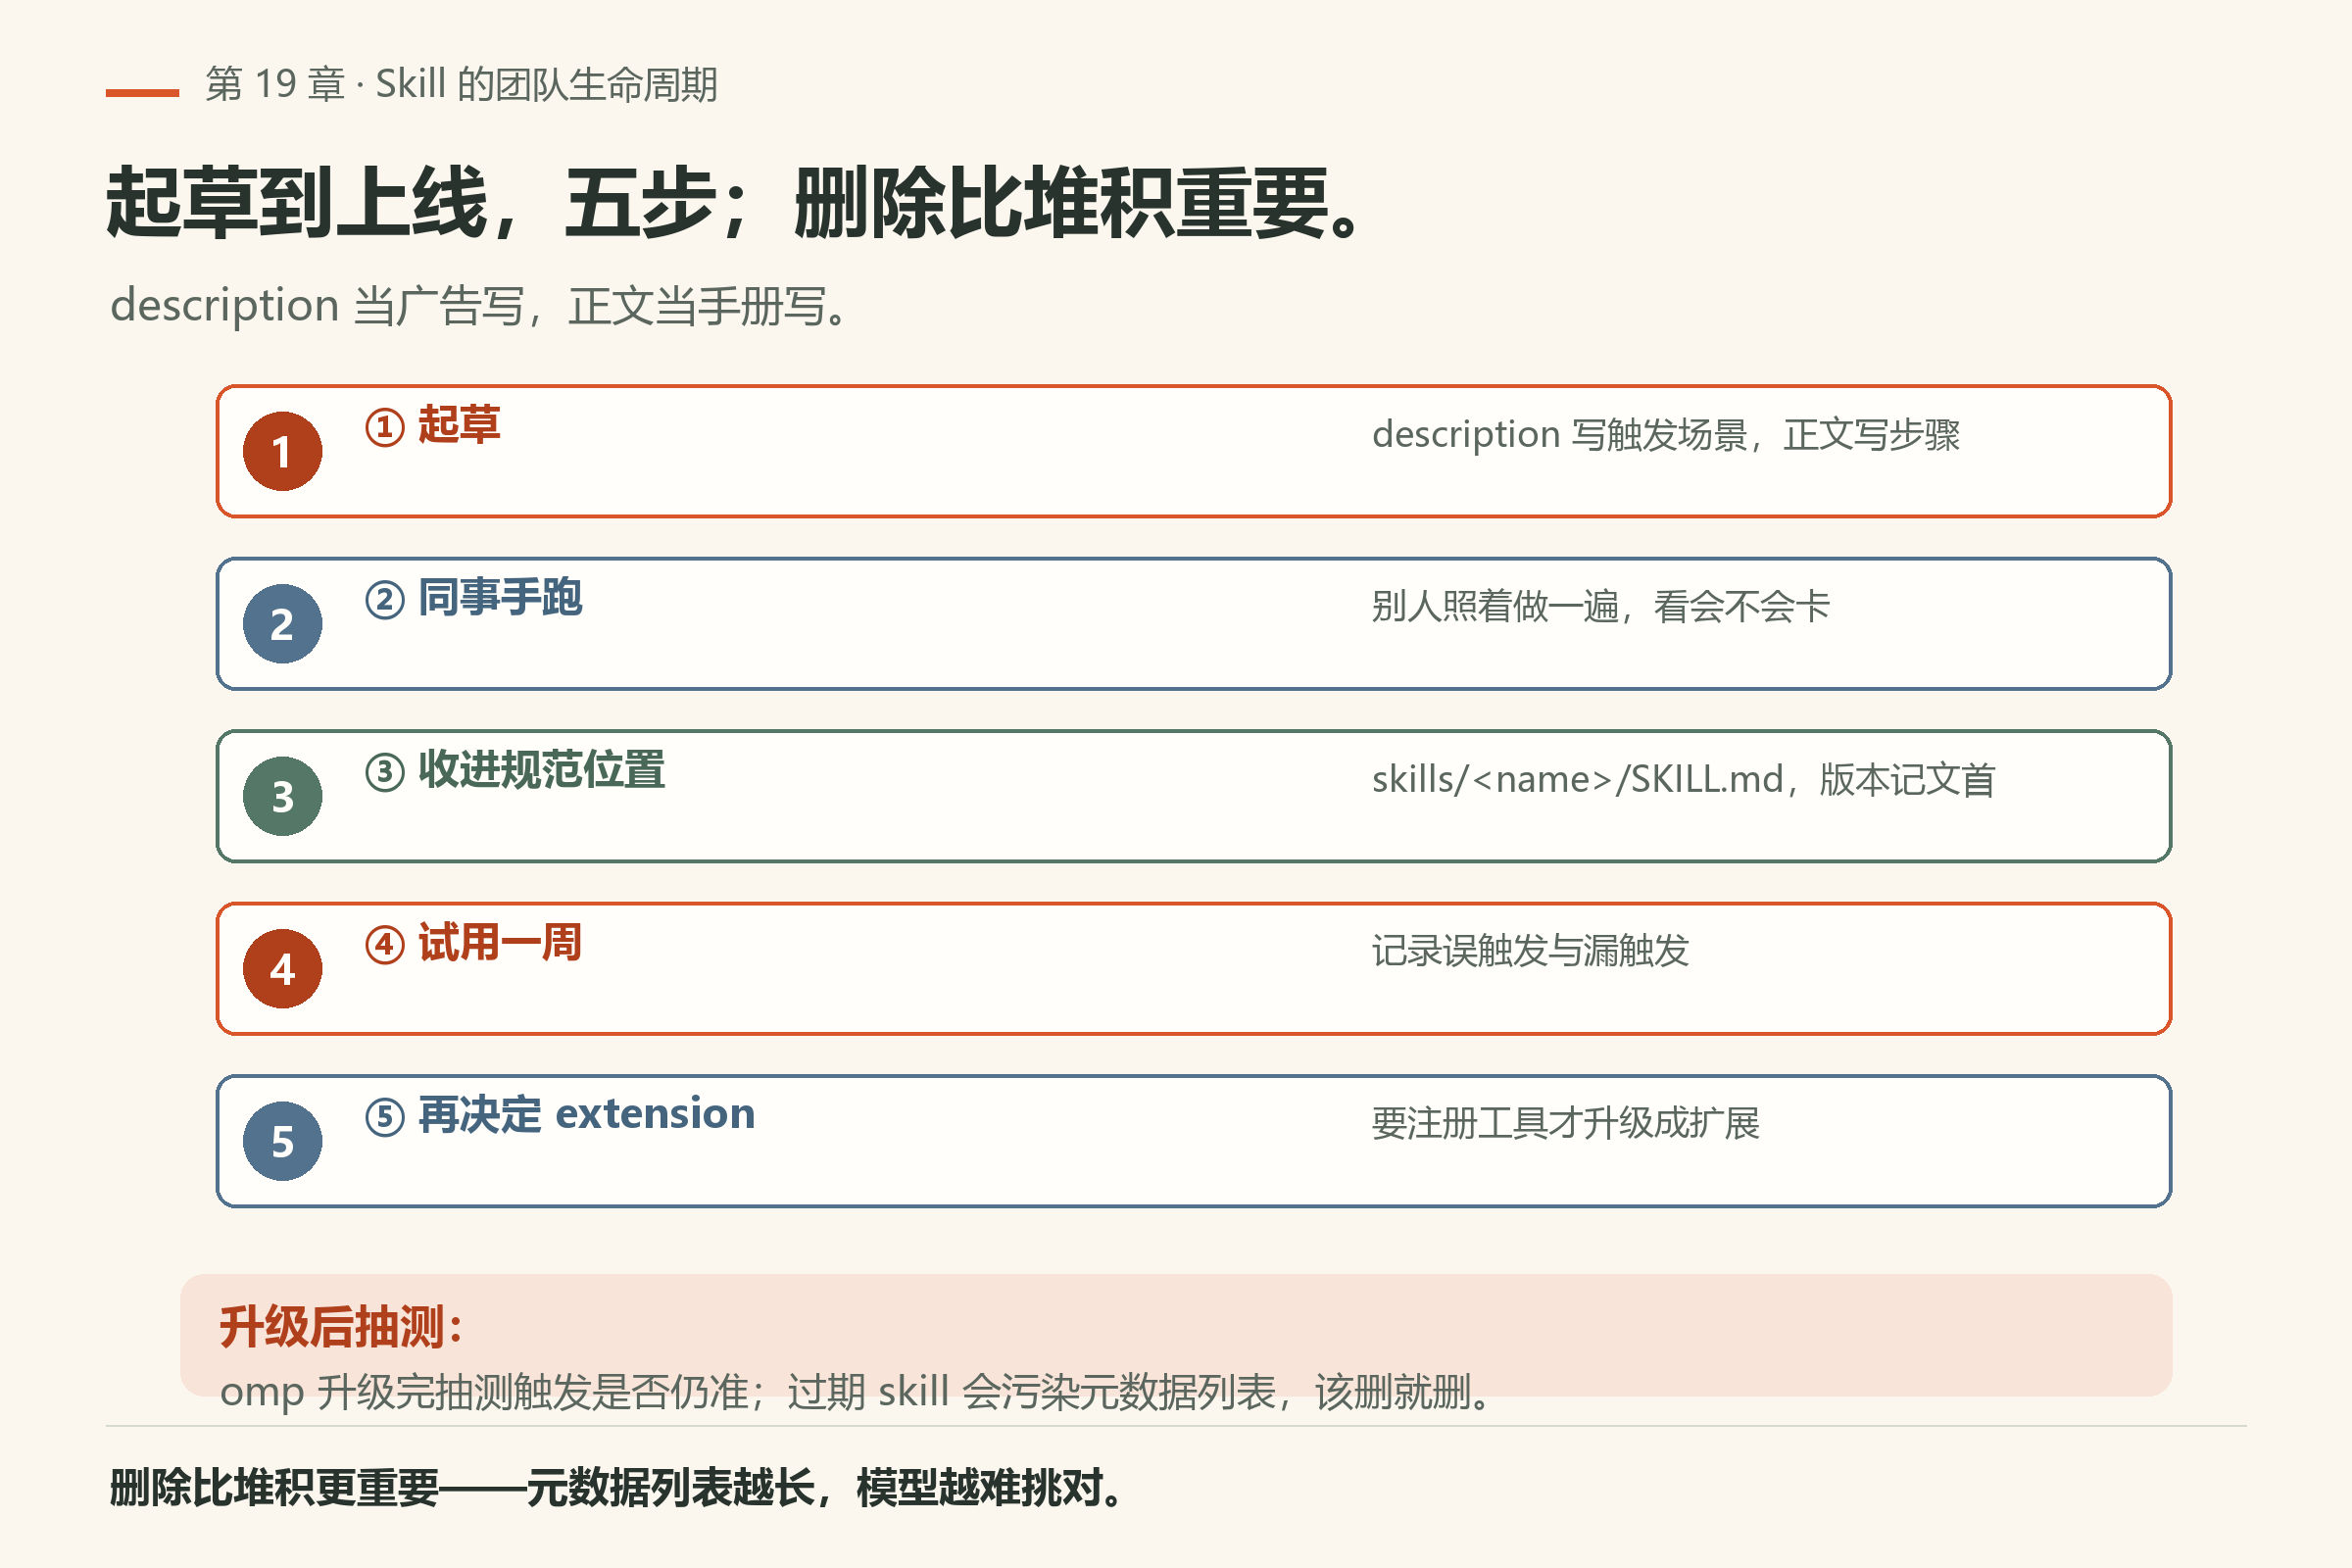 第 19 章 · Skill 的团队生命周期
起草到上线，五步；删除比堆积重要。
description 当广告写，正文当手册写。
1
① 起草
description 写触发场景，正文写步骤
2
② 同事手跑
别人照着做一遍，看会不会卡
3
③ 收进规范位置
skills/<name>/SKILL.md，版本记文首
4
④ 试用一周
记录误触发与漏触发
5
⑤ 再决定 extension
要注册工具才升级成扩展
升级后抽测：
omp 升级完抽测触发是否仍准；过期 skill 会污染元数据列表，该删就删。
删除比堆积更重要——元数据列表越长，模型越难挑对。